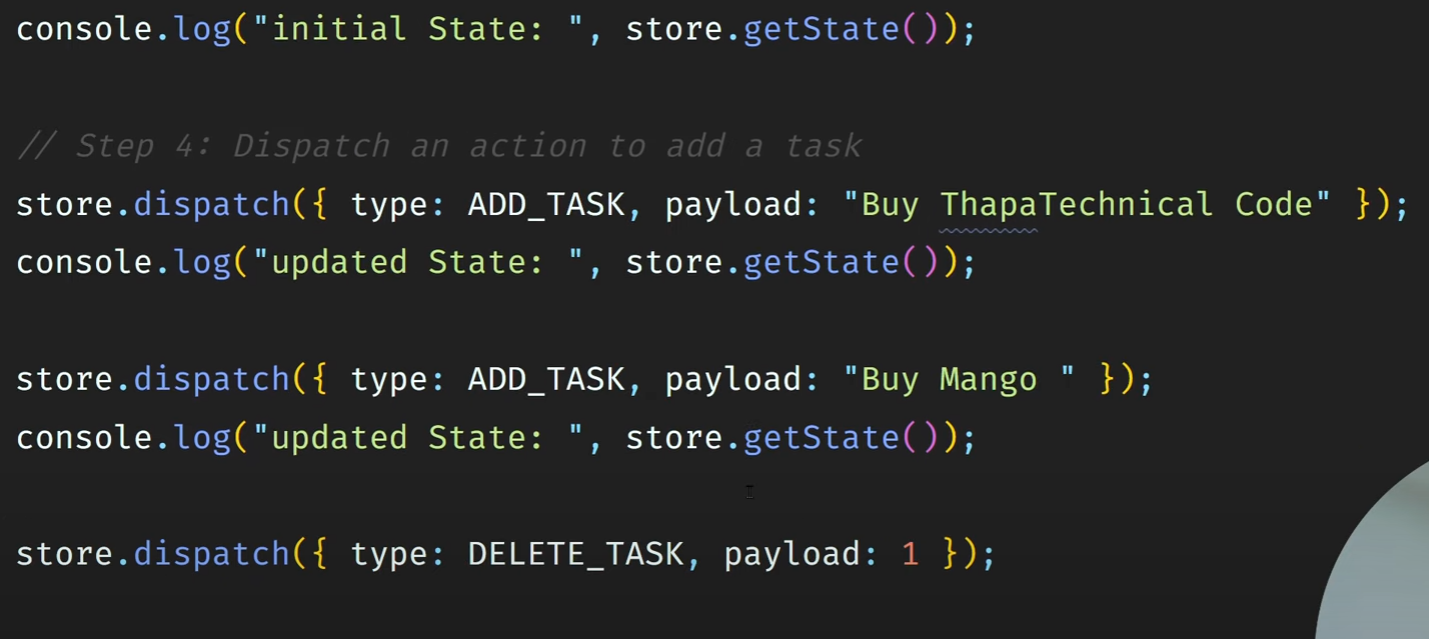 console.log("initial State: ", store.getState());
// Step 4: Dispatch an action to add a task
store.dispatch({ type: ADD_TASK, payload: "Buy ThapaTechnical Code" });
console.log("updated State: ", store.getState());
store.dispatch({ type: ADD_TASK, payload: "Buy Mango " });
console.log("updated State: ", store.getState());
store.dispatch({ type: DELETE_TASK, payload: 1 });